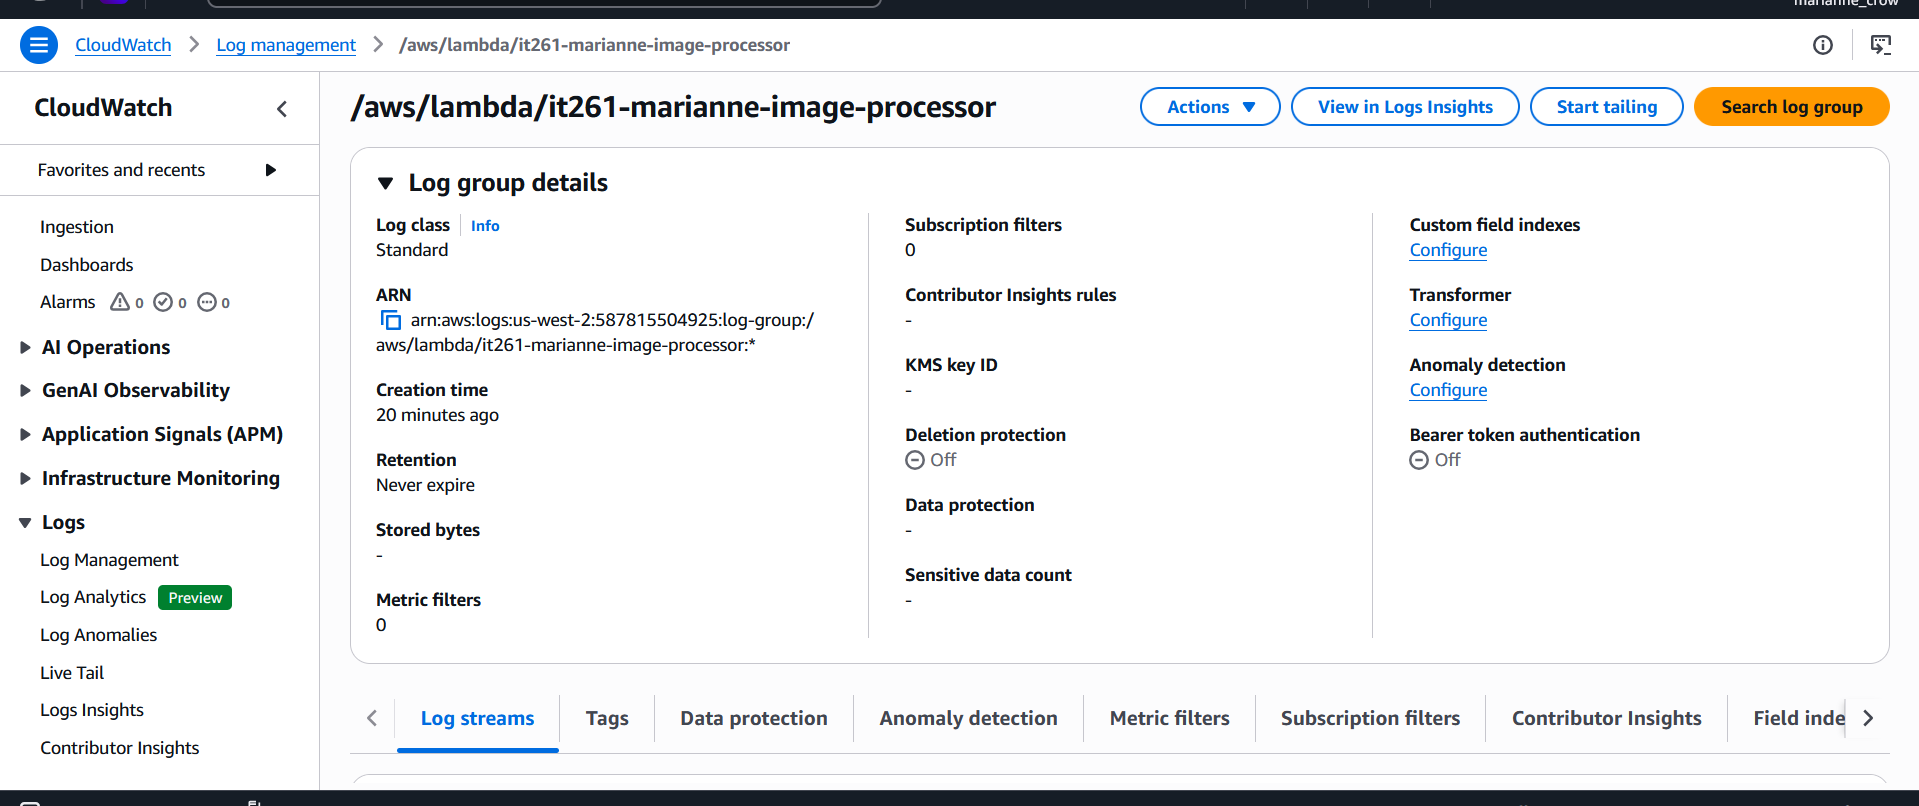 marianne_crow
CloudWatch
Log management
/aws/lambda/it261-marianne-image-processor
CloudWatch
Favorites and recents
Ingestion
Dashboards
Alarms 0 0 0
AI Operations
GenAI Observability
Application Signals (APM)
Infrastructure Monitoring
Logs
Log Management
Log Analytics Preview
Log Anomalies
Live Tail
Logs Insights
Contributor Insights
/aws/lambda/it261-marianne-image-processor
Actions
View in Logs Insights
Start tailing
Search log group
Log group details
Log class Info
Standard
ARN
arn:aws:logs:us-west-2:587815504925:log-group:/
aws/lambda/it261-marianne-image-processor:*
Creation time
20 minutes ago
Retention
Never expire
Stored bytes
-
Metric filters
0
Subscription filters
0
Contributor Insights rules
-
KMS key ID
-
Deletion protection
Off
Data protection
-
Sensitive data count
-
Custom field indexes
Configure
Transformer
Configure
Anomaly detection
Configure
Bearer token authentication
Off
Log streams
Tags
Data protection
Anomaly detection
Metric filters
Subscription filters
Contributor Insights
Field inde